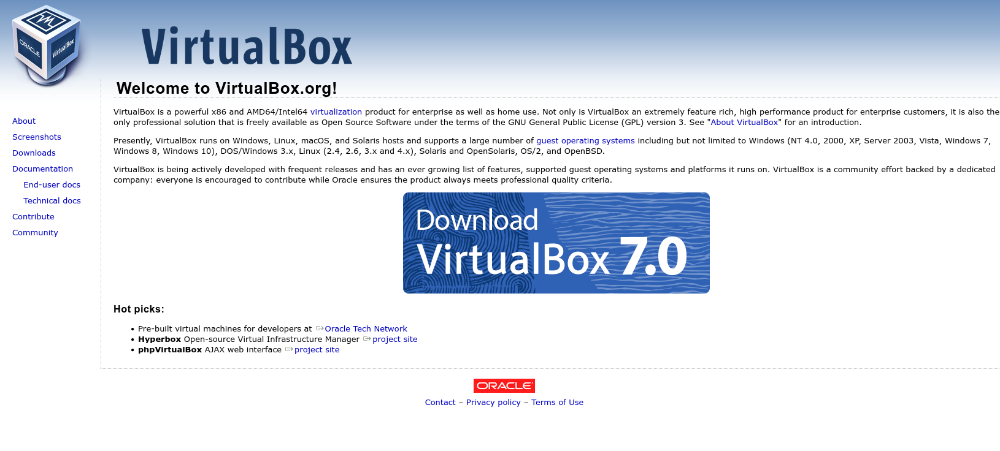 ORACLE
VirtualBox
VirtualBox
Welcome to VirtualBox.org!
About
Screenshots
Downloads
Documentation
End-user docs
Technical docs
Contribute
Community
VirtualBox is a powerful x86 and AMD64/Intel64 virtualization product for enterprise as well as home use. Not only is VirtualBox an extremely feature rich, high performance product for enterprise customers, it is also the
only professional solution that is freely available as Open Source Software under the terms of the GNU General Public License (GPL) version 3. See "About VirtualBox" for an introduction.
Presently, VirtualBox runs on Windows, Linux, macOS, and Solaris hosts and supports a large number of guest operating systems including but not limited to Windows (NT 4.0, 2000, XP, Server 2003, Vista, Windows 7,
Windows 8, Windows 10), DOS/Windows 3.x, Linux (2.4, 2.6, 3.x and 4.x), Solaris and OpenSolaris, OS/2, and OpenBSD.
VirtualBox is being actively developed with frequent releases and has an ever growing list of features, supported guest operating systems and platforms it runs on. VirtualBox is a community effort backed by a dedicated
company: everyone is encouraged to contribute while Oracle ensures the product always meets professional quality criteria.
Download
VirtualBox 7.0
Hot picks:
• Pre-built virtual machines for developers at Oracle Tech Network
• Hyperbox Open-source Virtual Infrastructure Manager project site
• phpVirtualBox AJAX web interface project site
ORACLE
Contact – Privacy policy – Terms of Use